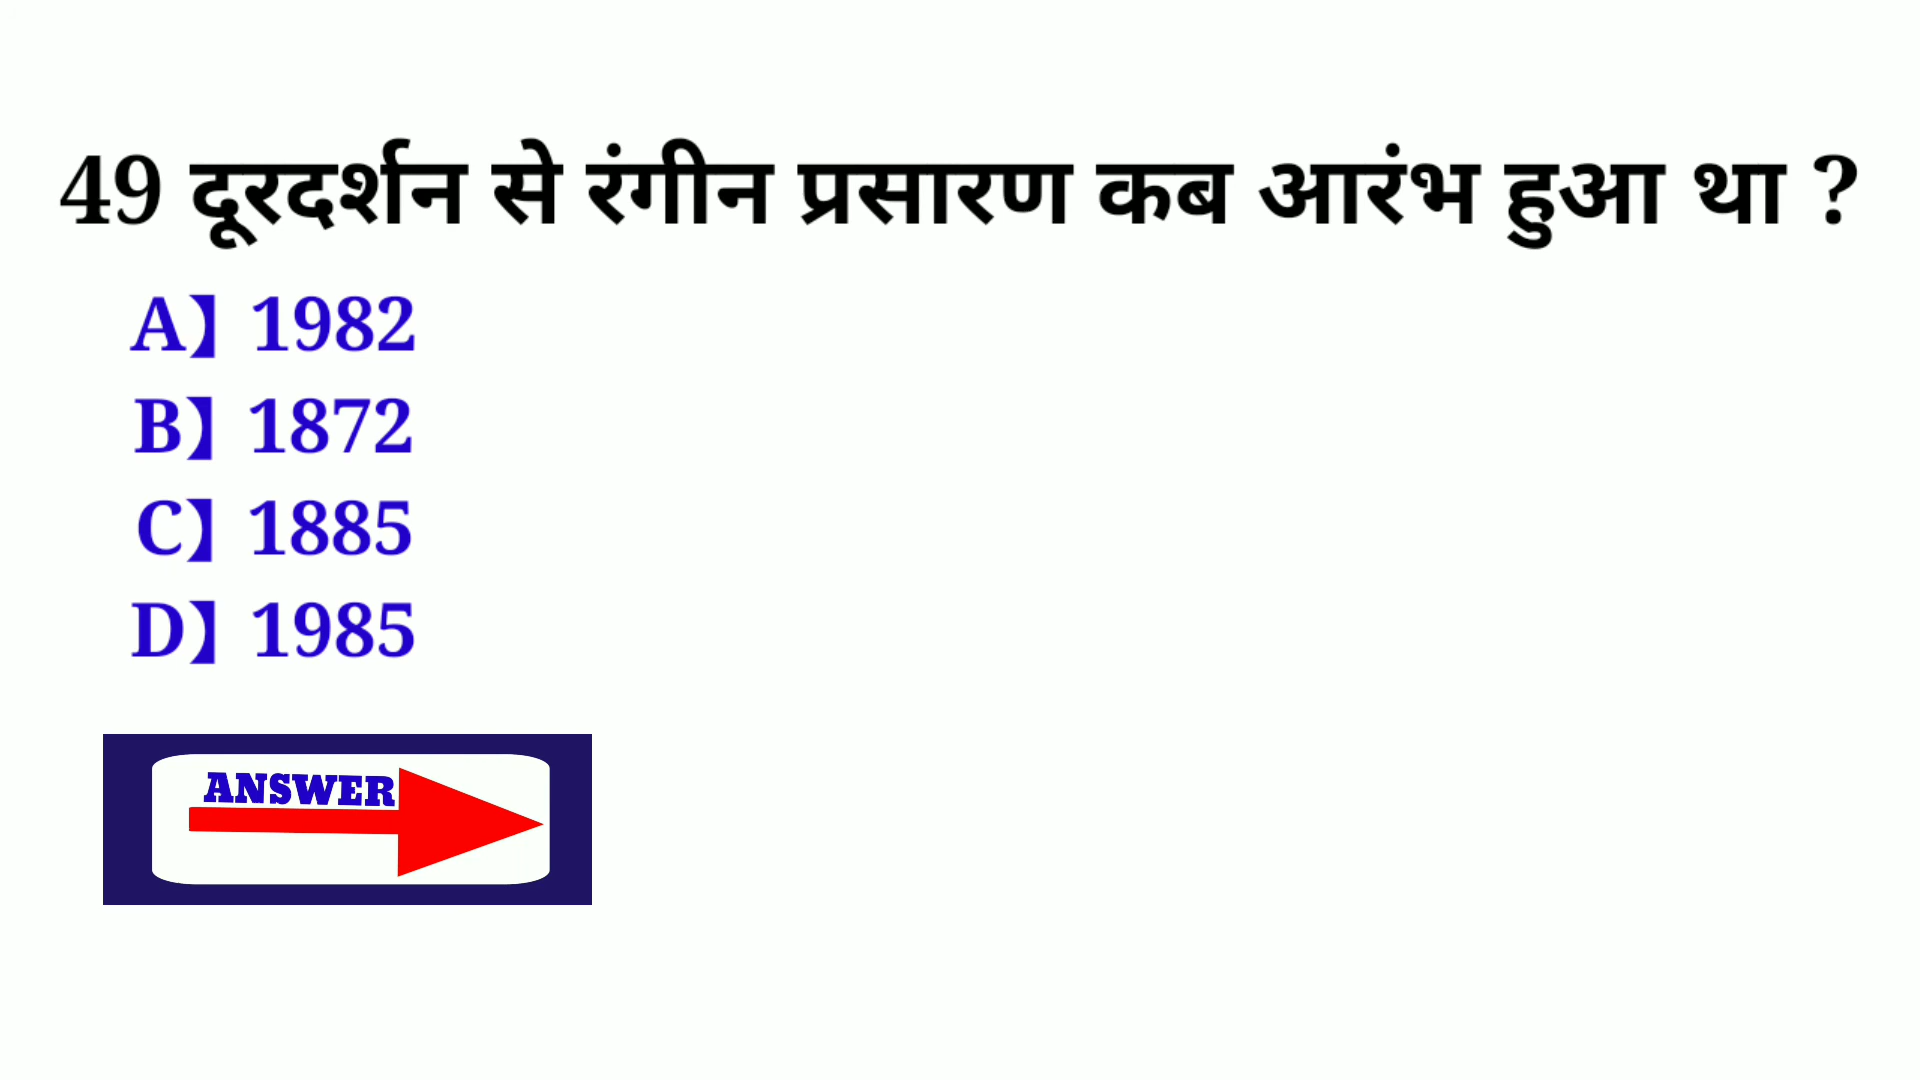 49 दूरदर्शन से रंगीन प्रसारण कब आरंभ हुआ था ?
A】 1982
B】 1872
C】 1885
D】 1985
ANSWER